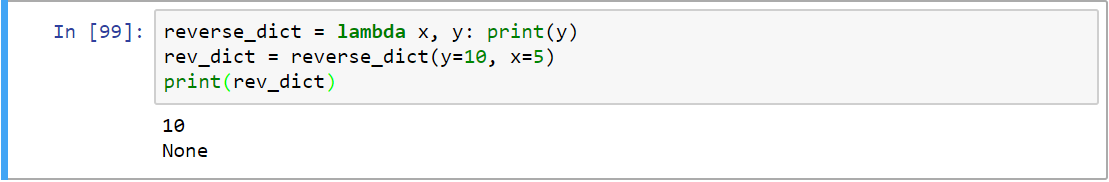 In [99]: reverse_dict = lambda x, y: print(y)
rev_dict = reverse_dict(y=10, x=5)
print(rev_dict)
10
None